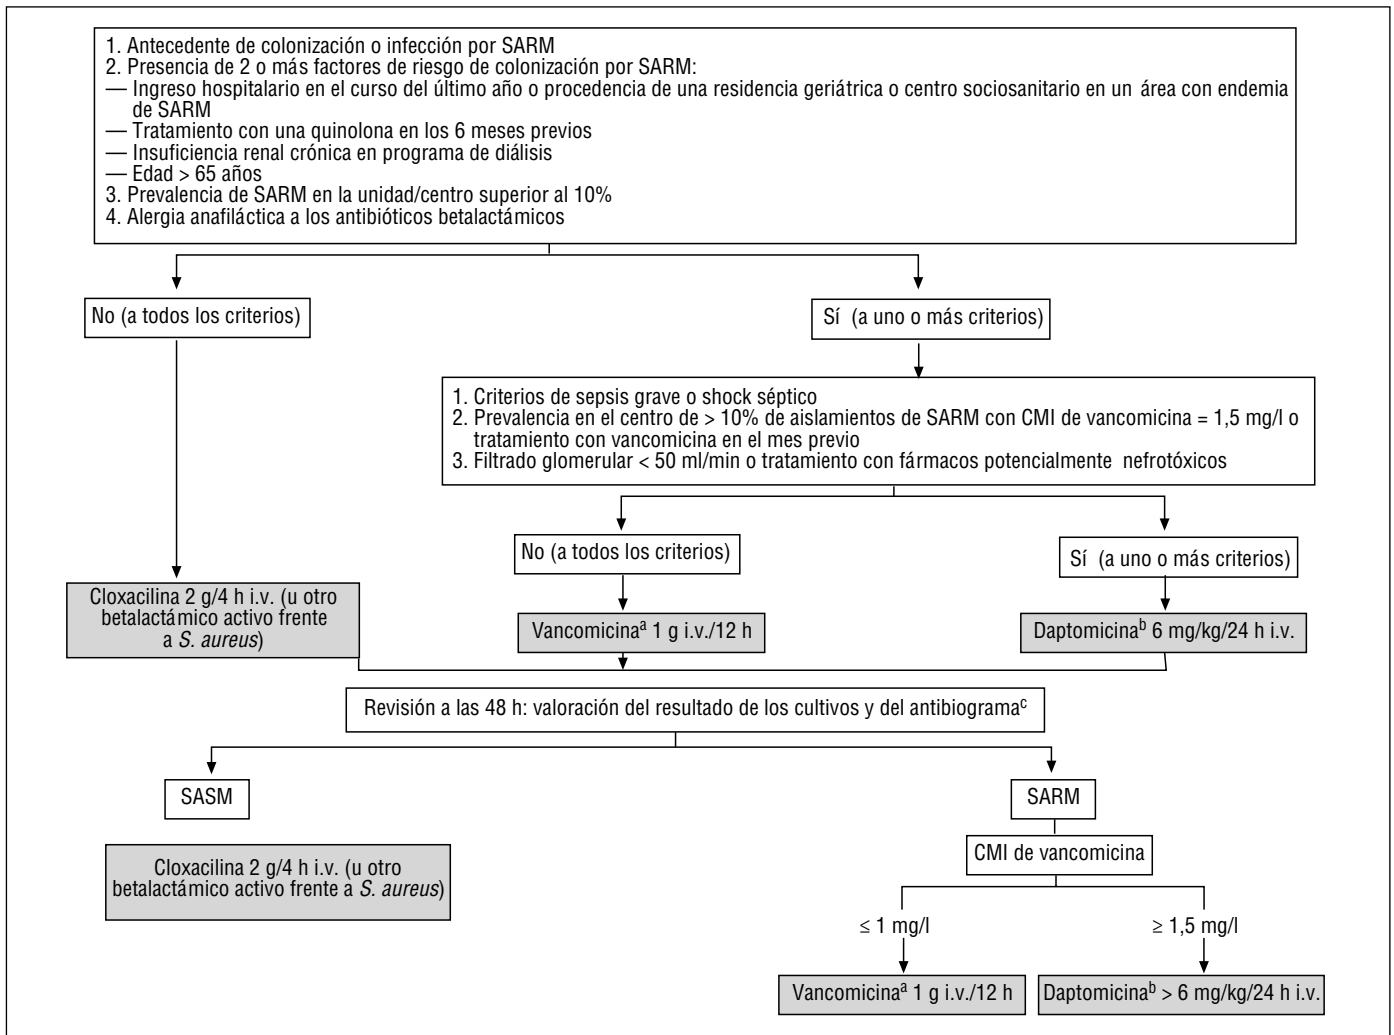 1. Antecedente de colonización o infección por SARM
2. Presencia de 2 o más factores de riesgo de colonización por SARM:
— Ingreso hospitalario en el curso del último año o procedencia de una residencia geriátrica o centro sociosanitario en un área con endemia
de SARM
— Tratamiento con una quinolona en los 6 meses previos
— Insuficiencia renal crónica en programa de diálisis
— Edad > 65 años
3. Prevalencia de SARM en la unidad/centro superior al 10%
4. Alergia anafiláctica a los antibióticos betalactámicos
No (a todos los criterios)
Sí (a uno o más criterios)
1. Criterios de sepsis grave o shock séptico
2. Prevalencia en el centro de > 10% de aislamientos de SARM con CMI de vancomicina = 1,5 mg/l o
tratamiento con vancomicina en el mes previo
3. Filtrado glomerular < 50 ml/min o tratamiento con fármacos potencialmente nefrotóxicos
No (a todos los criterios)
Sí (a uno o más criterios)
Cloxacilina 2 g/4 h i.v. (u otro
betalactámico activo frente
a S. aureus)
Vancomicinaᵃ 1 g i.v./12 h
Daptomicinaᵇ 6 mg/kg/24 h i.v.
Revisión a las 48 h: valoración del resultado de los cultivos y del antibiogramaᶜ
SASM
SARM
Cloxacilina 2 g/4 h i.v. (u otro
betalactámico activo frente a S. aureus)
CMI de vancomicina
≤ 1 mg/l
≥ 1,5 mg/l
Vancomicinaᵃ 1 g i.v./12 h
Daptomicinaᵇ > 6 mg/kg/24 h i.v.